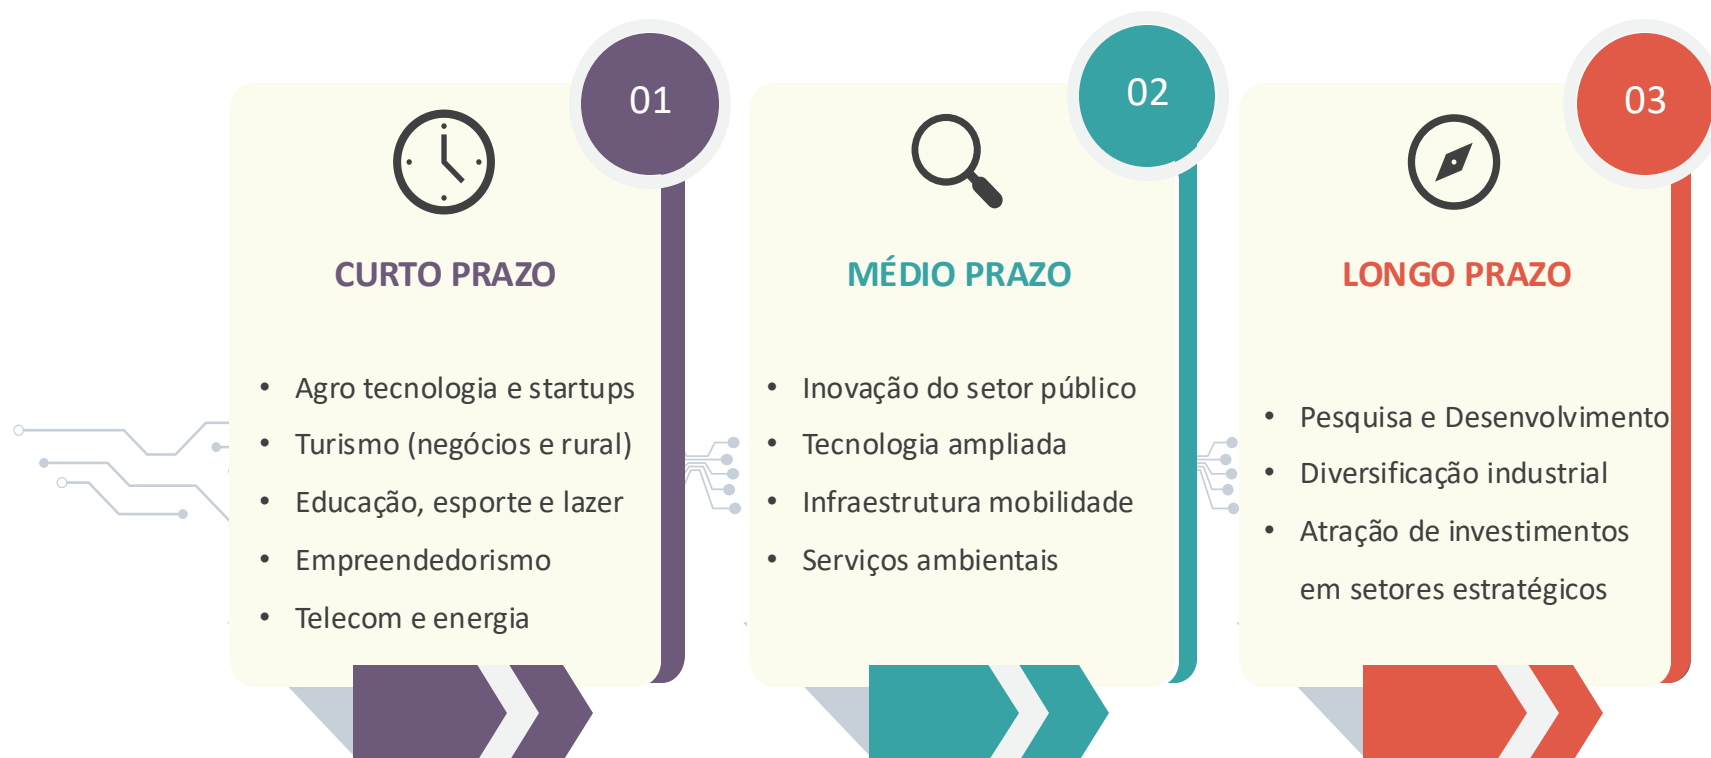 01
CURTO PRAZO
• Agro tecnologia e startups
• Turismo (negócios e rural)
• Educação, esporte e lazer
• Empreendedorismo
• Telecom e energia
02
MÉDIO PRAZO
• Inovação do setor público
• Tecnologia ampliada
• Infraestrutura mobilidade
• Serviços ambientais
03
LONGO PRAZO
• Pesquisa e Desenvolvimento
• Diversificação industrial
• Atração de investimentos
em setores estratégicos